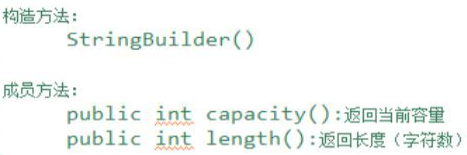 构造方法:
StringBuilder()
成员方法:
public int capacity():返回当前容量
public int length():返回长度（字符数）